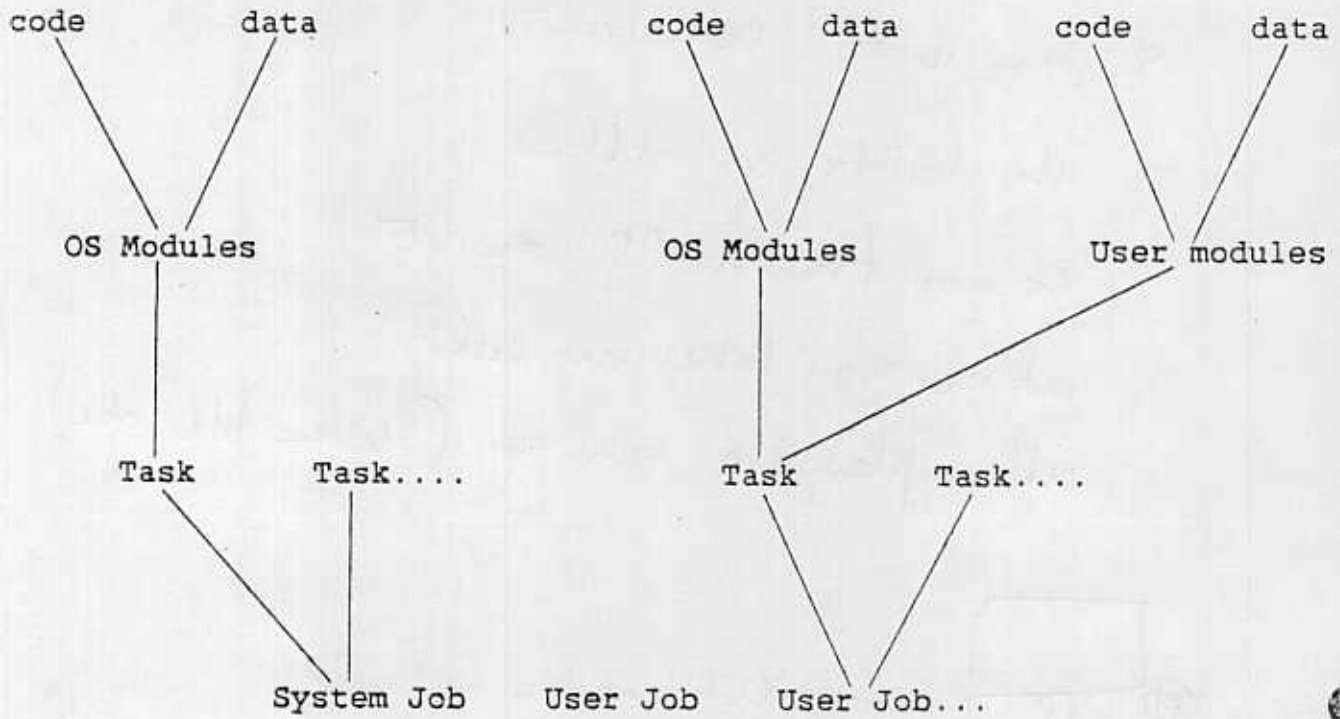 code data code data code data
OS Modules OS Modules User modules
Task Task.... Task Task....
System Job User Job User Job...